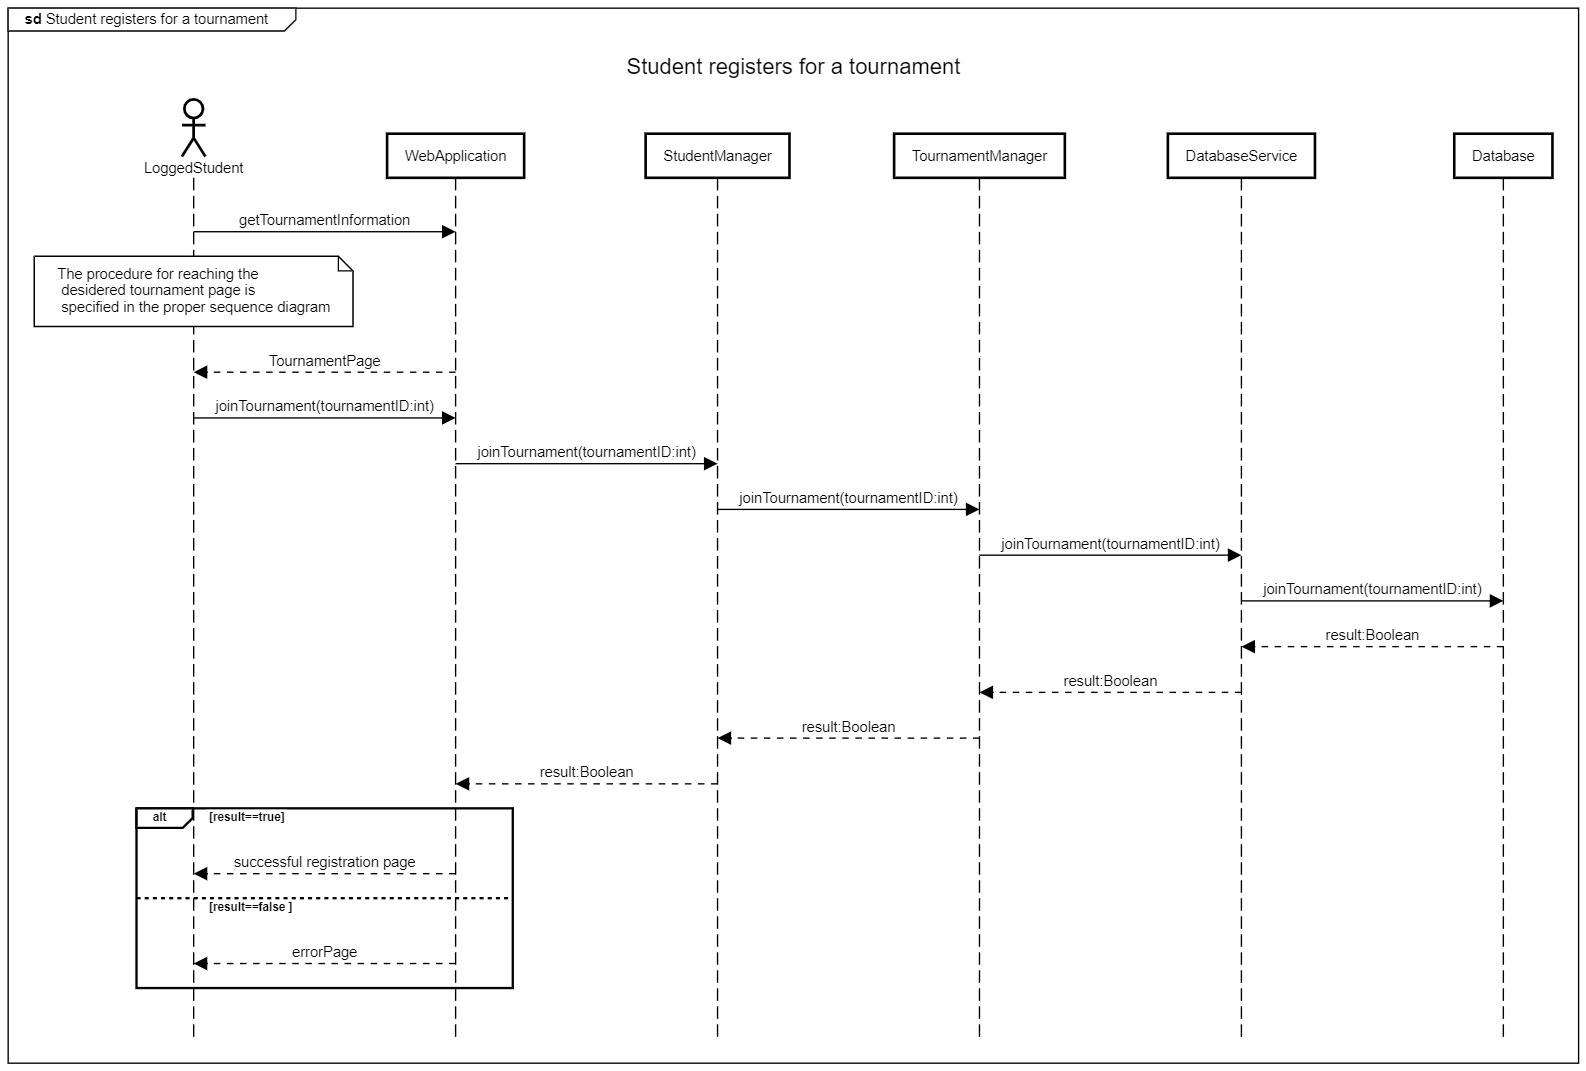 sd Student registers for a tournament
Student registers for a tournament
LoggedStudent
WebApplication
StudentManager
TournamentManager
DatabaseService
Database
getTournamentInformation
The procedure for reaching the
desidered tournament page is
specified in the proper sequence diagram
TournamentPage
joinTournament(tournamentID:int)
joinTournament(tournamentID:int)
joinTournament(tournamentID:int)
joinTournament(tournamentID:int)
joinTournament(tournamentID:int)
result:Boolean
result:Boolean
result:Boolean
result:Boolean
alt [result==true]
successful registration page
[result==false ]
errorPage